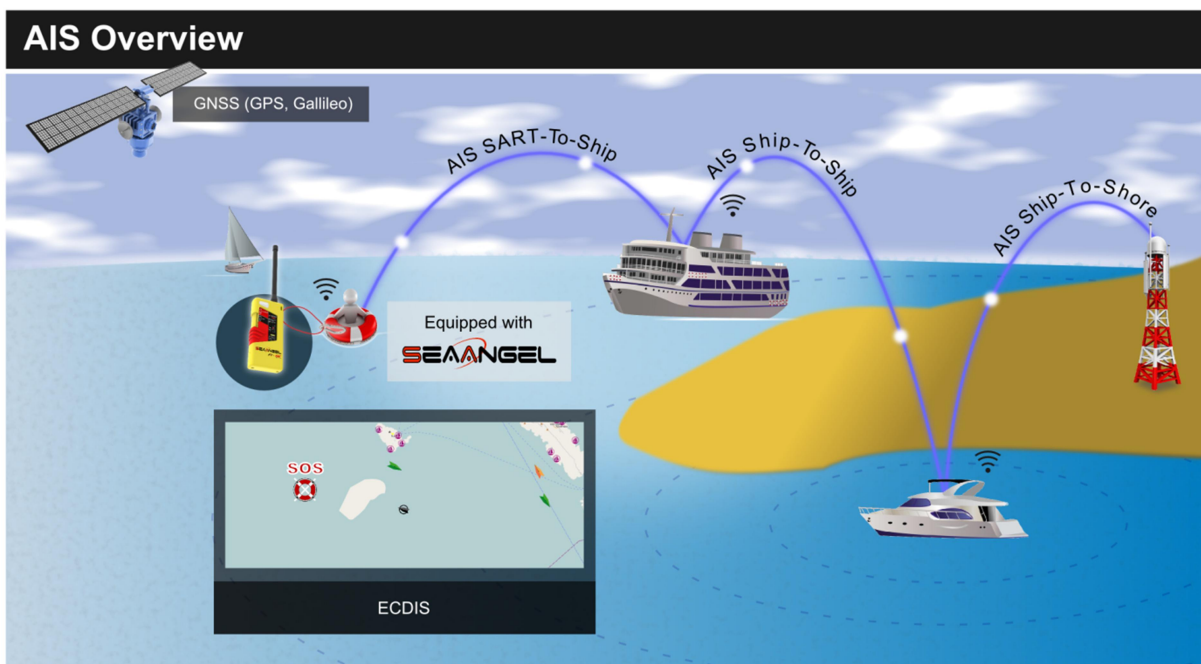 AIS Overview
GNSS (GPS, Gallileo)
AIS SART-To-Ship
AIS Ship-To-Ship
AIS Ship-To-Shore
Equipped with
SEAANGEL
SEAANGEL
SOS
ECDIS